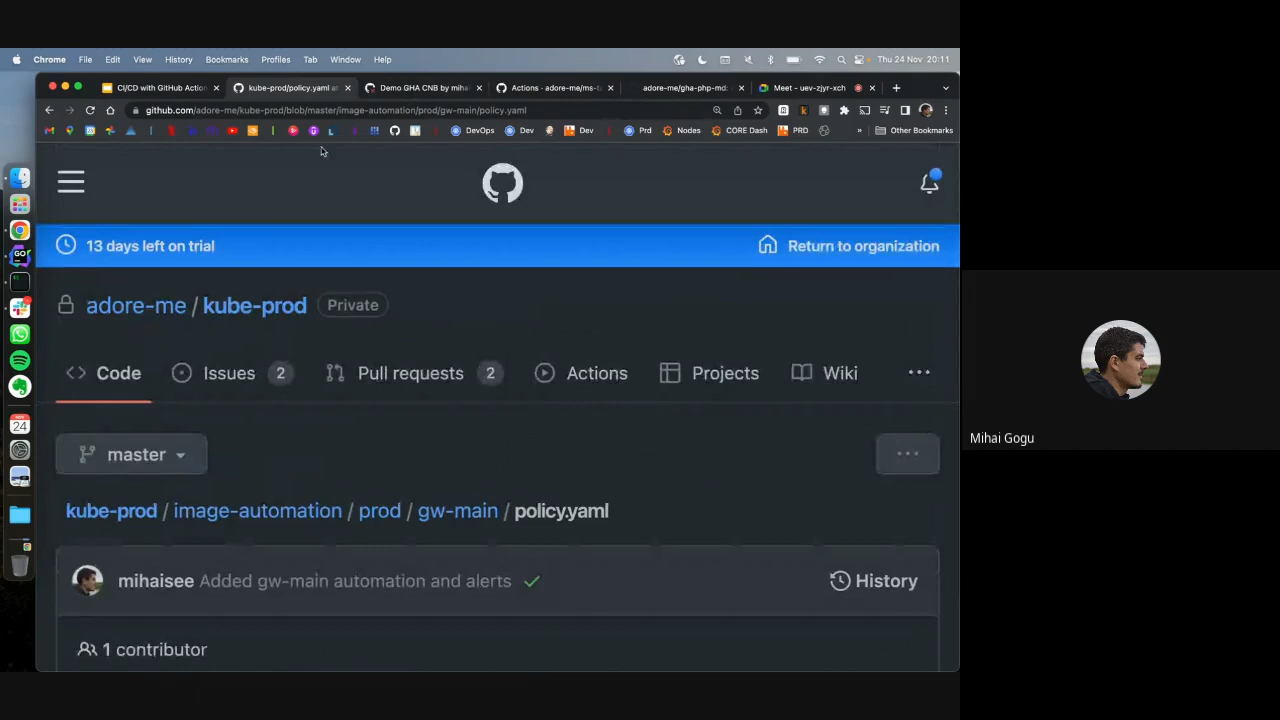 Chrome File Edit View History Bookmarks Profiles Tab Window Help Thu 24 Nov 20:11
CI/CD with GitHub Action kube-prod/policy.yaml at Demo GHA CNB by miha Actions · adore-me/ms-t adore-me/gha-php-md: Meet - uev-zjyr-xch
github.com/adore-me/kube-prod/blob/master/image-automation/prod/gw-main/policy.yaml
DevOps Dev Dev Prd Nodes CORE Dash PRD » Other Bookmarks
13 days left on trial Return to organization
adore-me / kube-prod Private
Code Issues 2 Pull requests 2 Actions Projects Wiki ...
master ...
kube-prod / image-automation / prod / gw-main / policy.yaml
mihaisee Added gw-main automation and alerts History
1 contributor
GO
24
Mihai Gogu